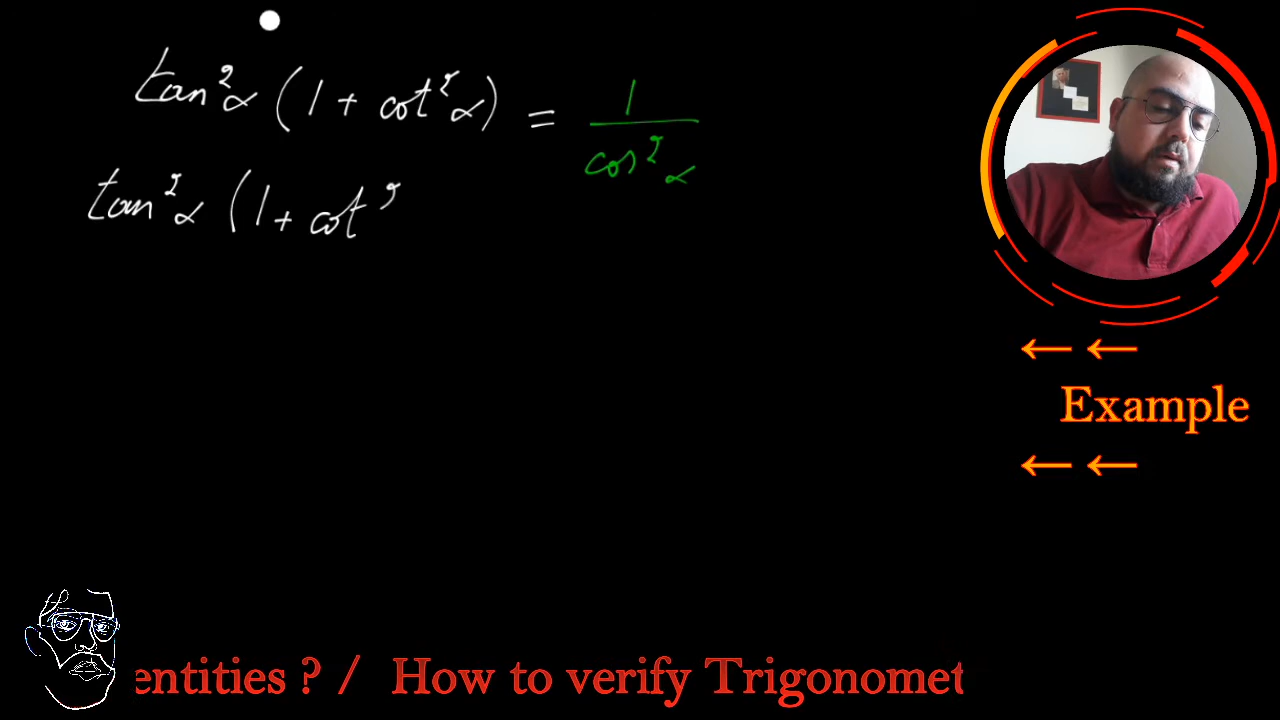 tan²α (1 + cot²α) = 1/cos²α
tan²α (1 + cot²
← ←
Example
← ←
entities ? / How to verify Trigonomet